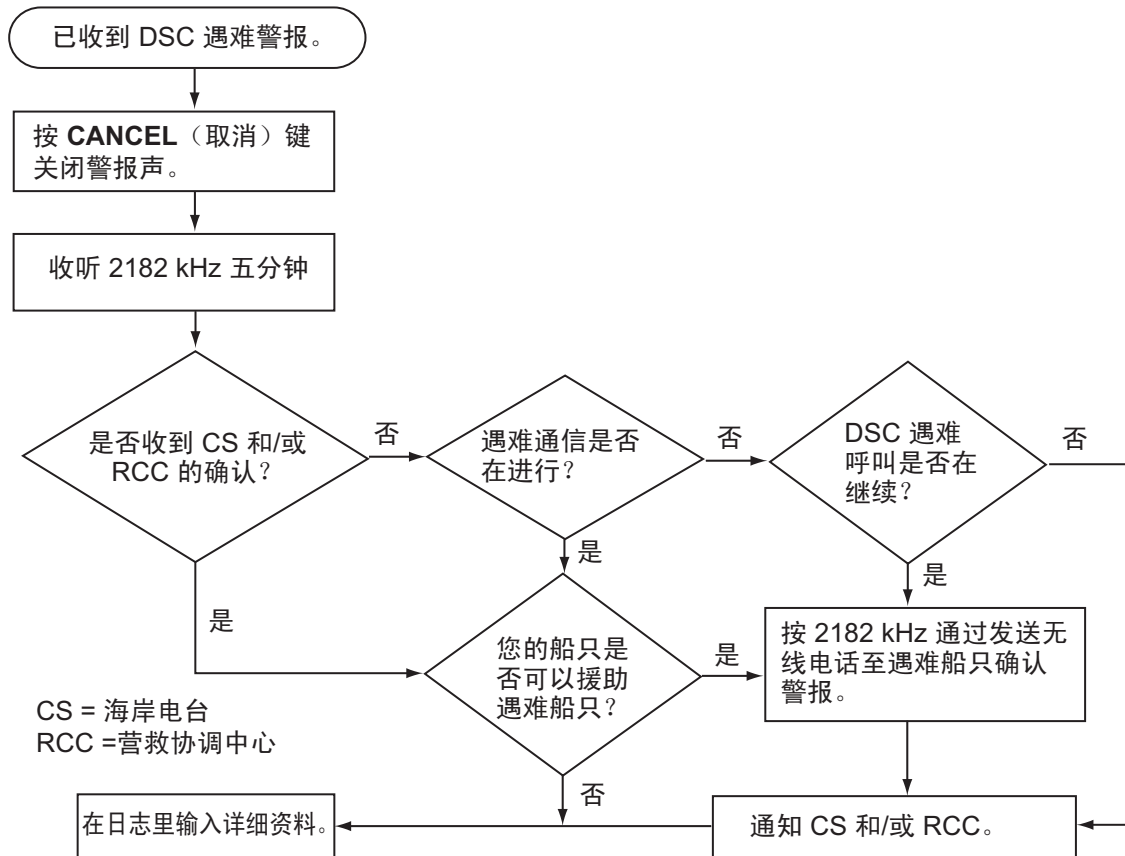 已收到 DSC 遇难警报。
按 CANCEL（取消）键
关闭警报声。
收听 2182 kHz 五分钟
是否收到 CS 和/或
RCC 的确认？
否
遇难通信是否
在进行？
否
DSC 遇难
呼叫是否在
继续？
否
是
是
是
您的船只是
否可以援助
遇难船只？
是
按 2182 kHz 通过发送无
线电话至遇难船只确认
警报。
CS = 海岸电台
RCC =营救协调中心
否
在日志里输入详细资料。
通知 CS 和/或 RCC。